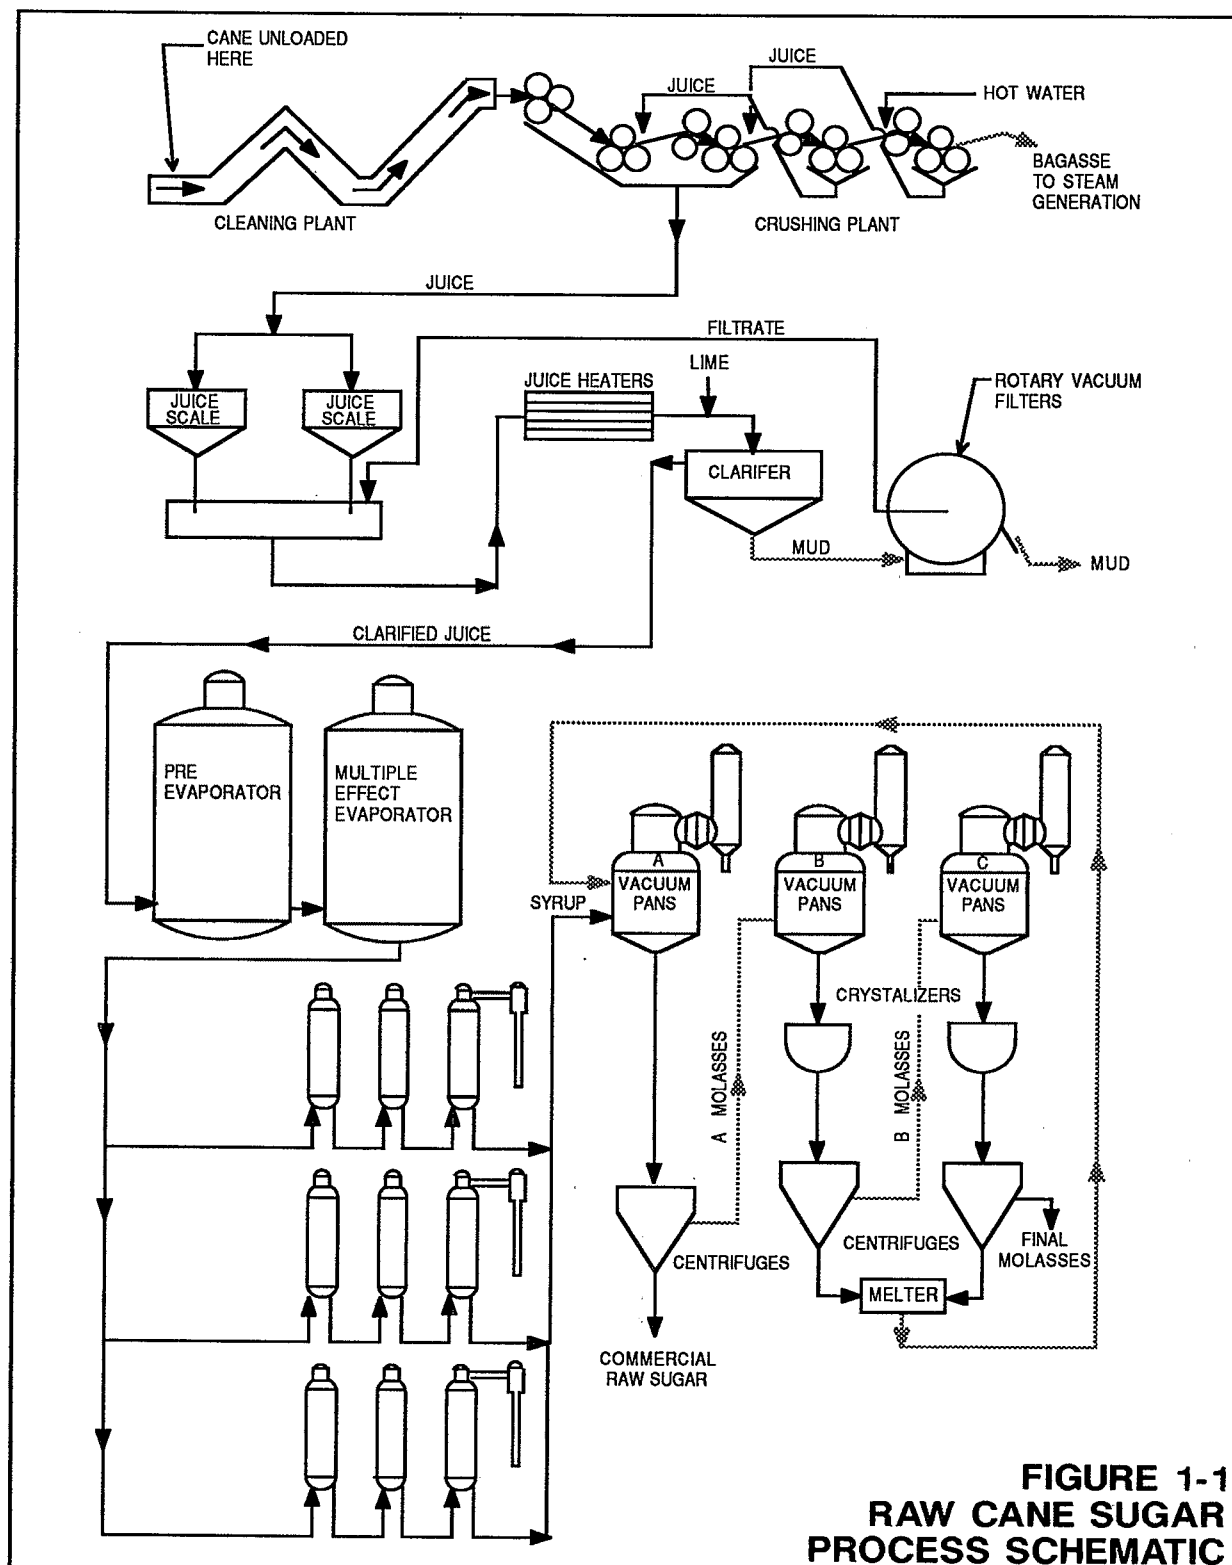 CANE UNLOADED
HERE
JUICE
JUICE
HOT WATER
BAGASSE
TO STEAM
GENERATION
CLEANING PLANT
CRUSHING PLANT
JUICE
FILTRATE
LIME
JUICE HEATERS
ROTARY VACUUM
FILTERS
JUICE
SCALE
JUICE
SCALE
CLARIFER
MUD
MUD
CLARIFIED JUICE
PRE
EVAPORATOR
MULTIPLE
EFFECT
EVAPORATOR
A
VACUUM
PANS
B
VACUUM
PANS
C
VACUUM
PANS
SYRUP
CRYSTALIZERS
A MOLASSES
B MOLASSES
CENTRIFUGES
CENTRIFUGES
FINAL
MOLASSES
MELTER
COMMERCIAL
RAW SUGAR
FIGURE 1-1
RAW CANE SUGAR
PROCESS SCHEMATIC